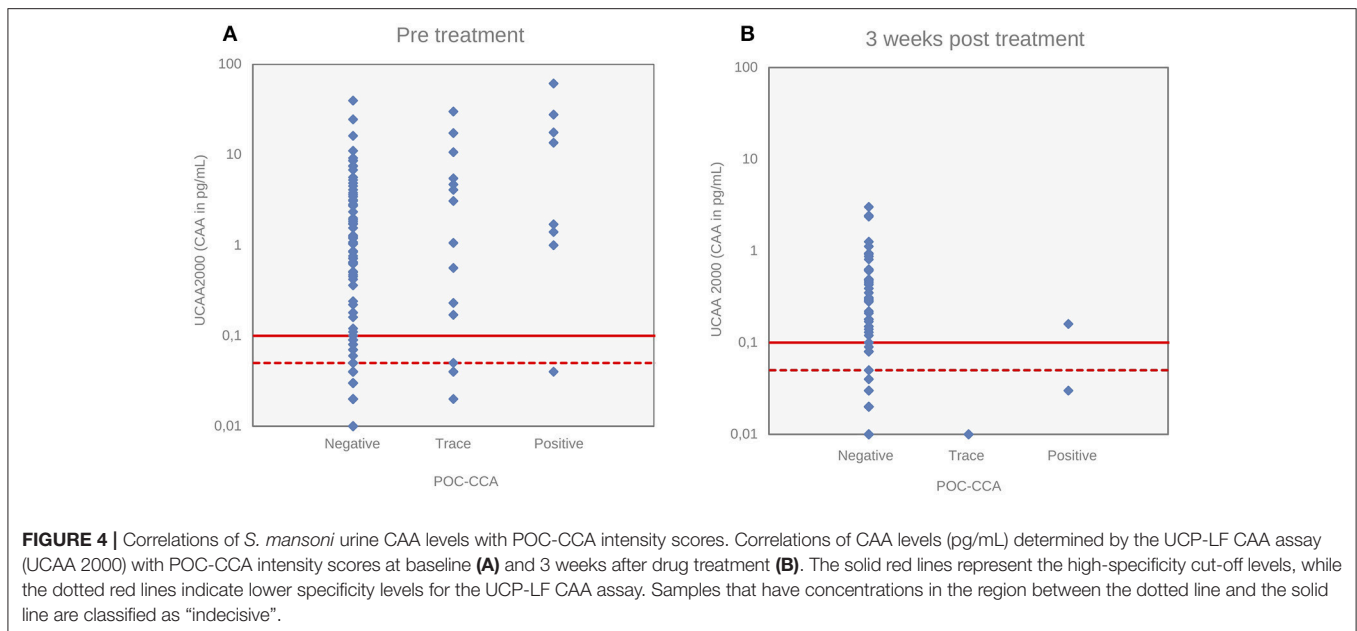 A
Pre treatment
UCAA2000 (CAA in pg/mL)
100
10
1
0,1
0,01
Negative
Trace
Positive
POC-CCA
B
3 weeks post treatment
UCAA 2000 (CAA in pg/mL)
100
10
1
0,1
0,01
Negative
Trace
Positive
POC-CCA
FIGURE 4 | Correlations of S. mansoni urine CAA levels with POC-CCA intensity scores. Correlations of CAA levels (pg/mL) determined by the UCP-LF CAA assay
(UCAA 2000) with POC-CCA intensity scores at baseline (A) and 3 weeks after drug treatment (B). The solid red lines represent the high-specificity cut-off levels, while
the dotted red lines indicate lower specificity levels for the UCP-LF CAA assay. Samples that have concentrations in the region between the dotted line and the solid
line are classified as “indecisive”.